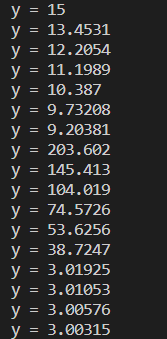 y = 15
y = 13.4531
y = 12.2054
y = 11.1989
y = 10.387
y = 9.73208
y = 9.20381
y = 203.602
y = 145.413
y = 104.019
y = 74.5726
y = 53.6256
y = 38.7247
y = 3.01925
y = 3.01053
y = 3.00576
y = 3.00315